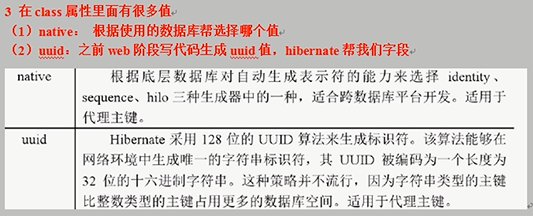 3 在 class 属性里面有很多值
（1）native： 根据使用的数据库帮选择哪个值
（2）uuid：之前 web 阶段写代码生成 uuid 值，hibernate 帮我们字段
native 根据底层数据库对自动生成表示符的能力来选择 identity、
sequence、hilo 三种生成器中的一种，适合跨数据库平台开发。适用于
代理主键。
uuid Hibernate 采用 128 位的 UUID 算法来生成标识符。该算法能够在
网络环境中生成唯一的字符串标识符，其 UUID 被编码为一个长度为
32 位的十六进制字符串。这种策略并不流行，因为字符串类型的主键
比整数类型的主键占用更多的数据库空间。适用于代理主键。